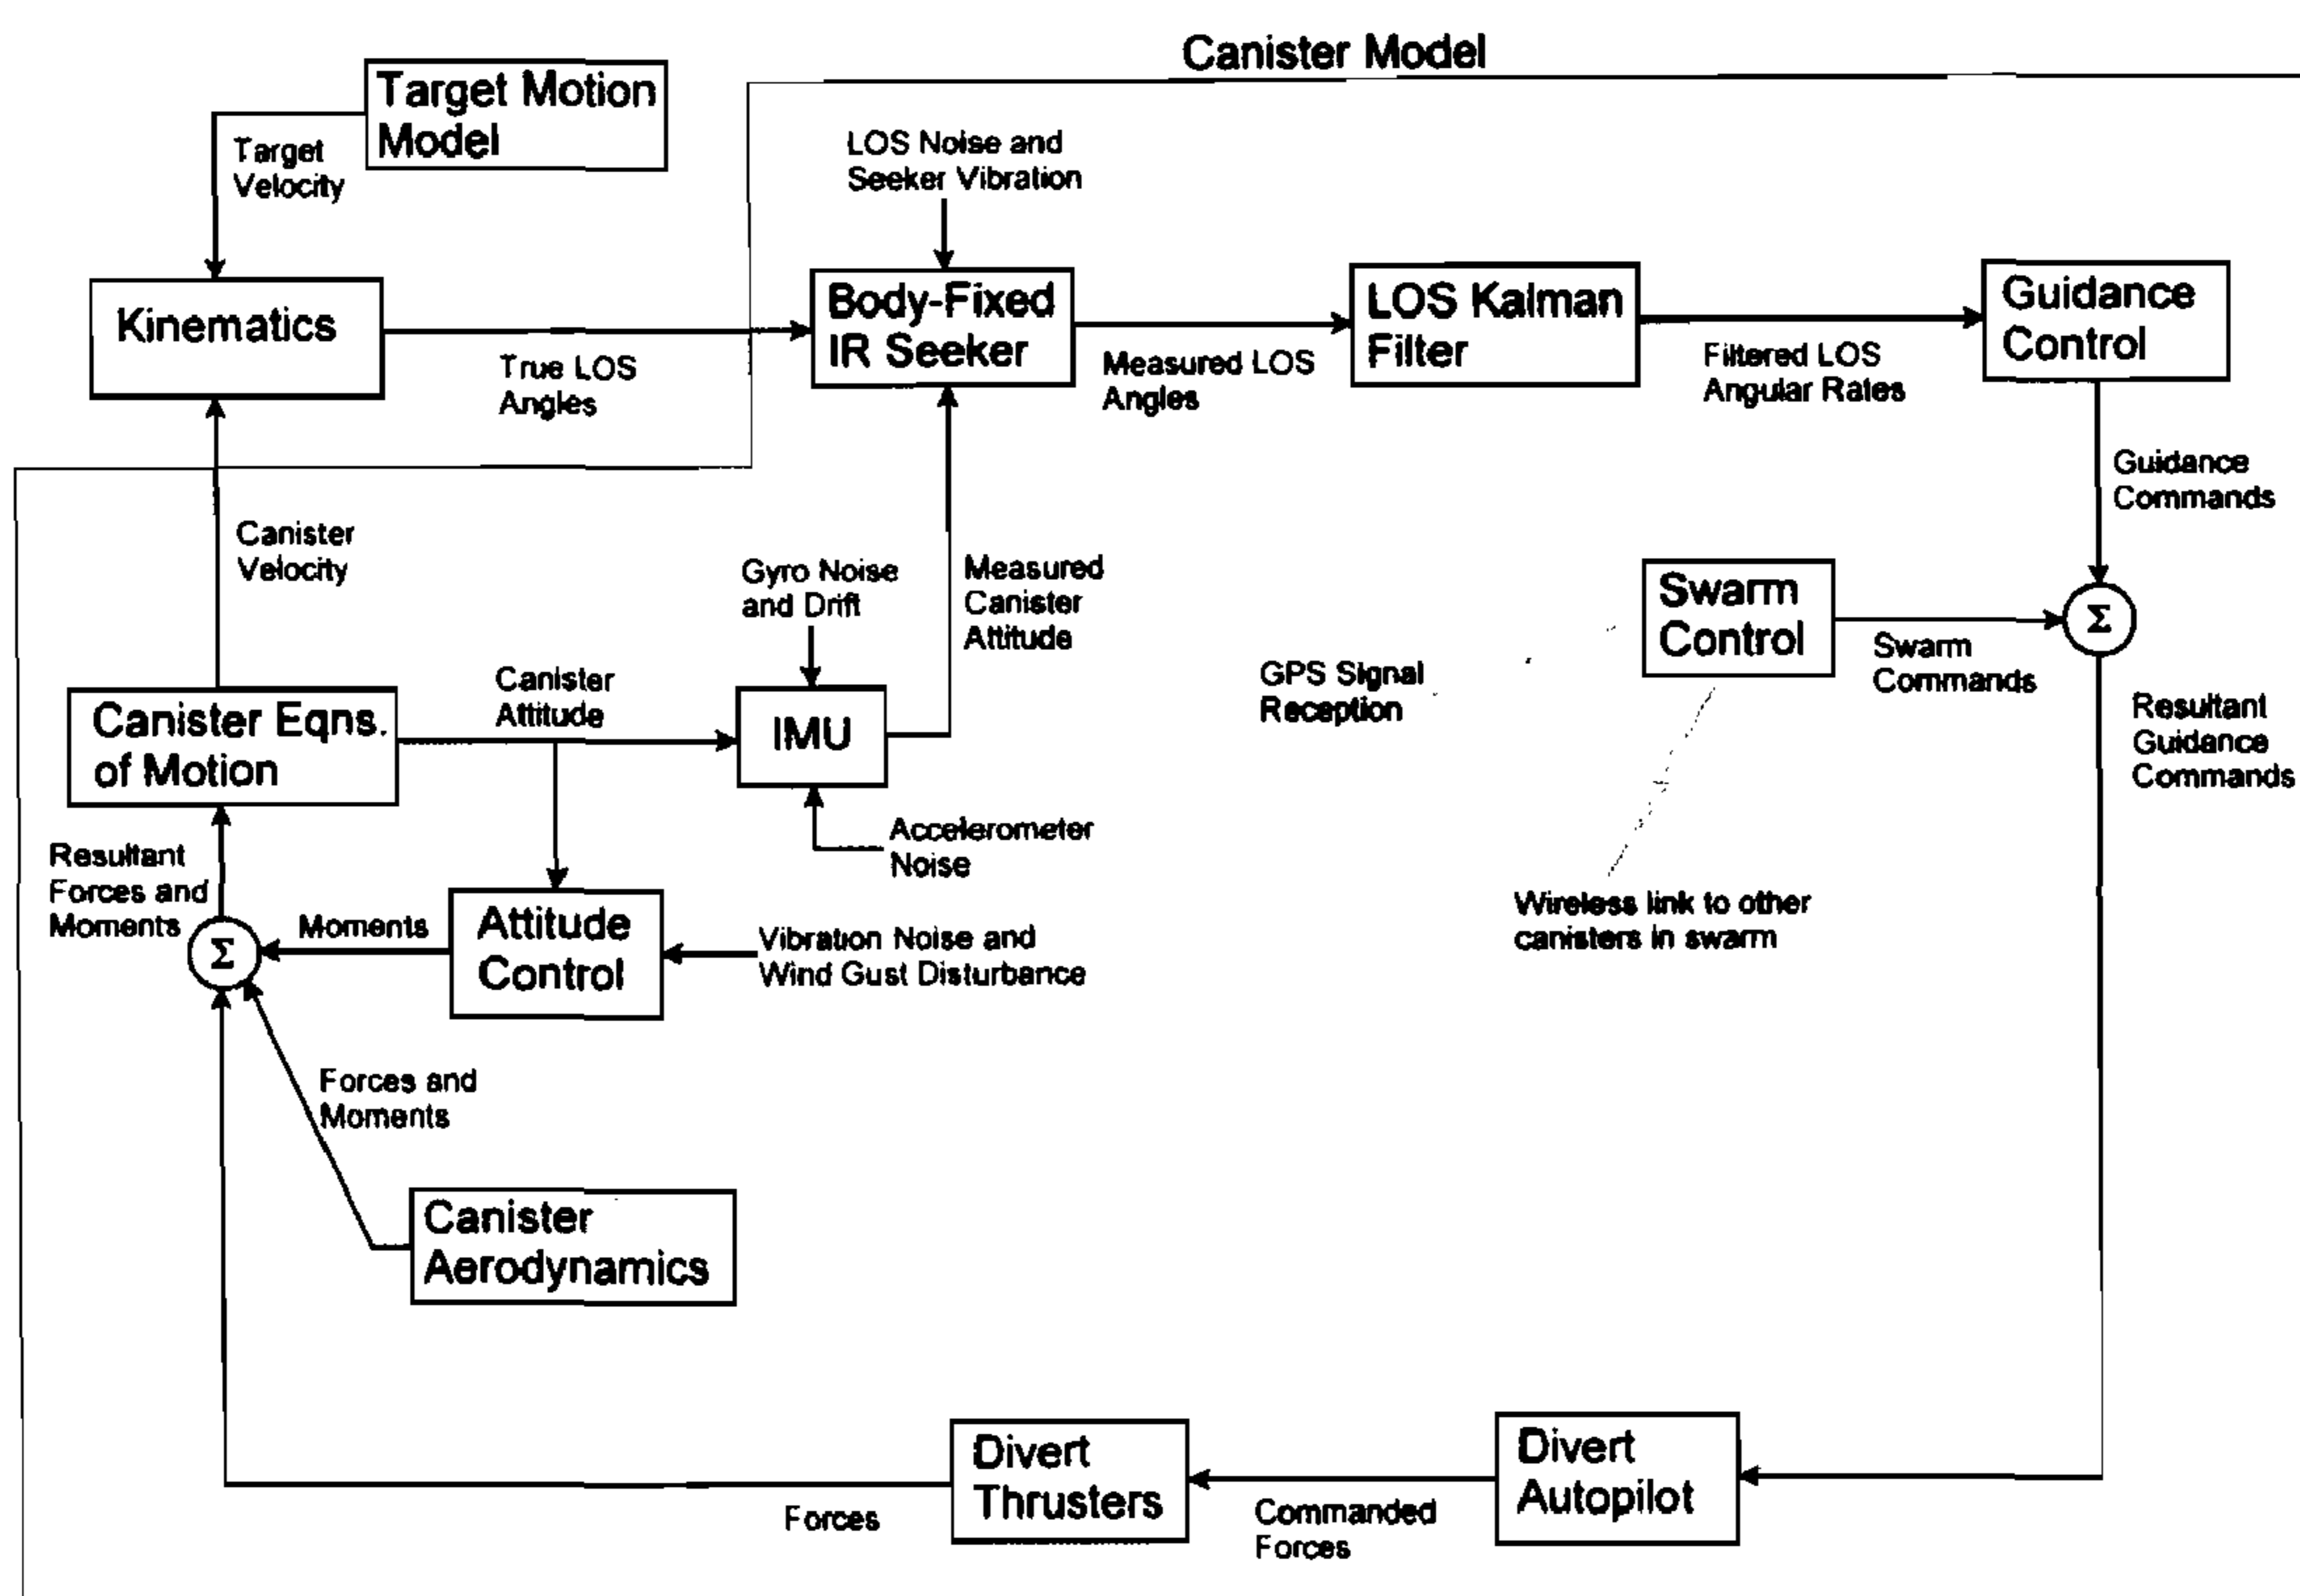 Canister Model
Target Motion
Model
Target
Velocity
LOS Noise and
Seeker Vibration
Kinematics
True LOS
Angles
Body-Fixed
IR Seeker
Measured LOS
Angles
LOS Kalman
Filter
Filtered LOS
Angular Rates
Guidance
Control
Guidance
Commands
Canister
Velocity
Gyro Noise
and Drift
Measured
Canister
Attitude
Swarm
Control
Swarm
Commands
Σ
GPS Signal
Reception
Resultant
Guidance
Commands
Canister Eqns.
of Motion
Canister
Attitude
IMU
Accelerometer
Noise
Resultant
Forces and
Moments
Σ
Moments
Attitude
Control
Vibration Noise and
Wind Gust Disturbance
Wireless link to other
canisters in swarm
Forces and
Moments
Canister
Aerodynamics
Forces
Divert
Thrusters
Commanded
Forces
Divert
Autopilot